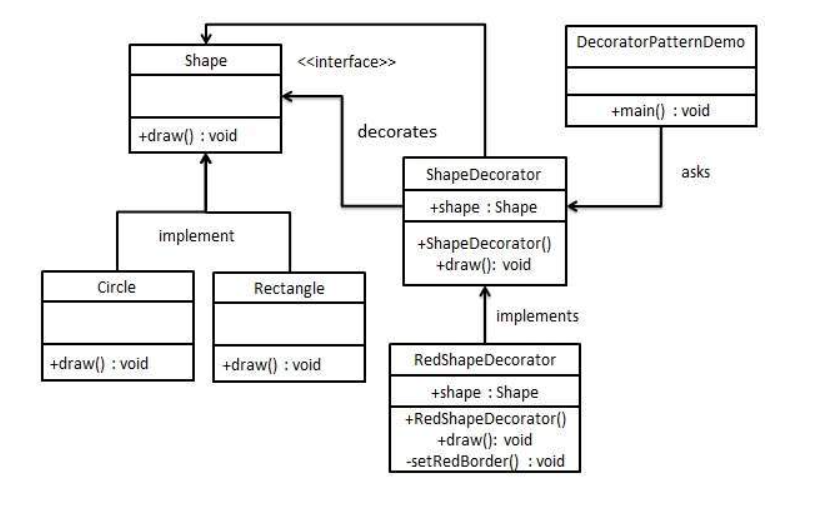 Shape
<<interface>>
+draw() : void
DecoratorPatternDemo
+main() : void
decorates
asks
ShapeDecorator
+shape : Shape
+ShapeDecorator()
+draw(): void
implement
Circle
+draw() : void
Rectangle
+draw() : void
implements
RedShapeDecorator
+shape : Shape
+RedShapeDecorator()
+draw(): void
-setRedBorder() : void